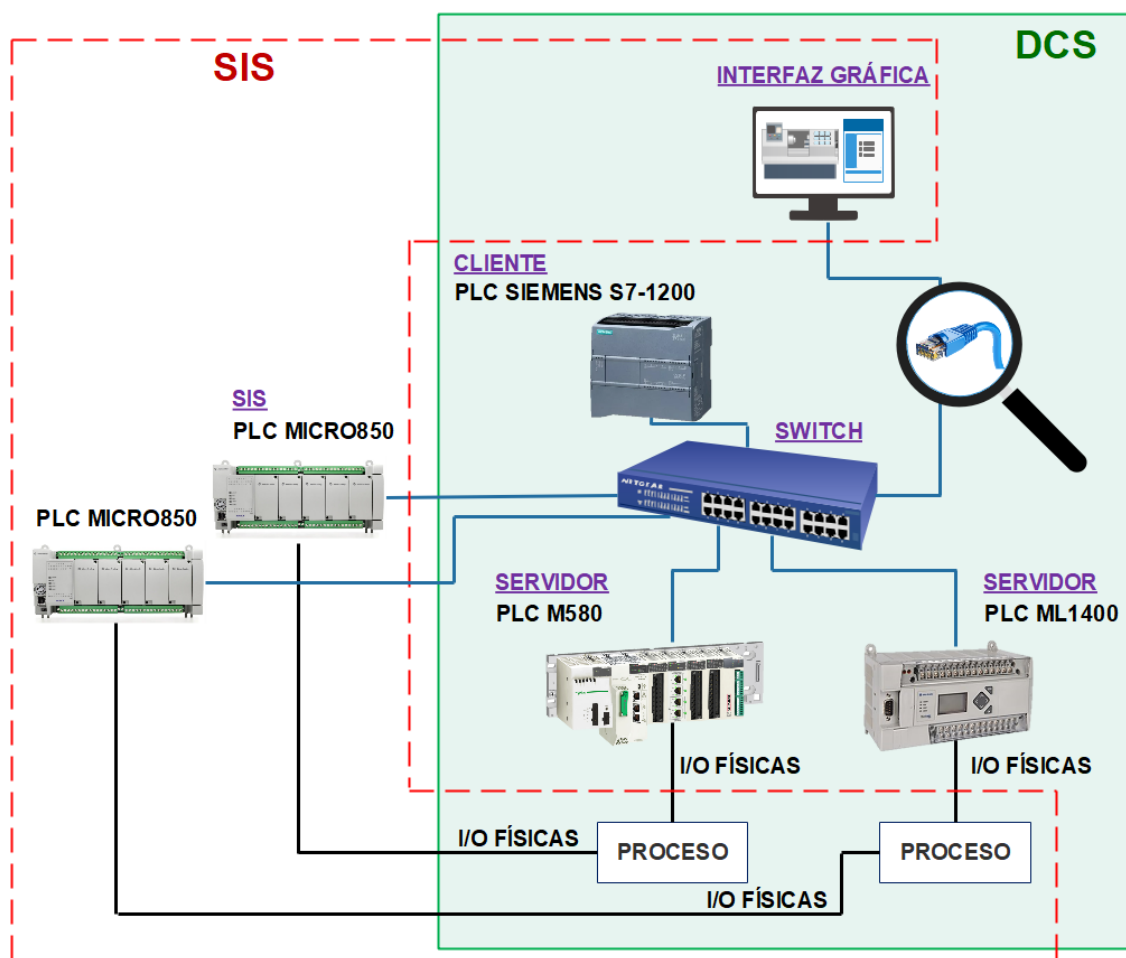 SIS
DCS
INTERFAZ GRÁFICA
CLIENTE
PLC SIEMENS S7-1200
SIS
PLC MICRO850
SWITCH
NETGEAR
PLC MICRO850
SERVIDOR
PLC M580
SERVIDOR
PLC ML1400
I/O FÍSICAS
I/O FÍSICAS
I/O FÍSICAS
PROCESO
PROCESO
I/O FÍSICAS